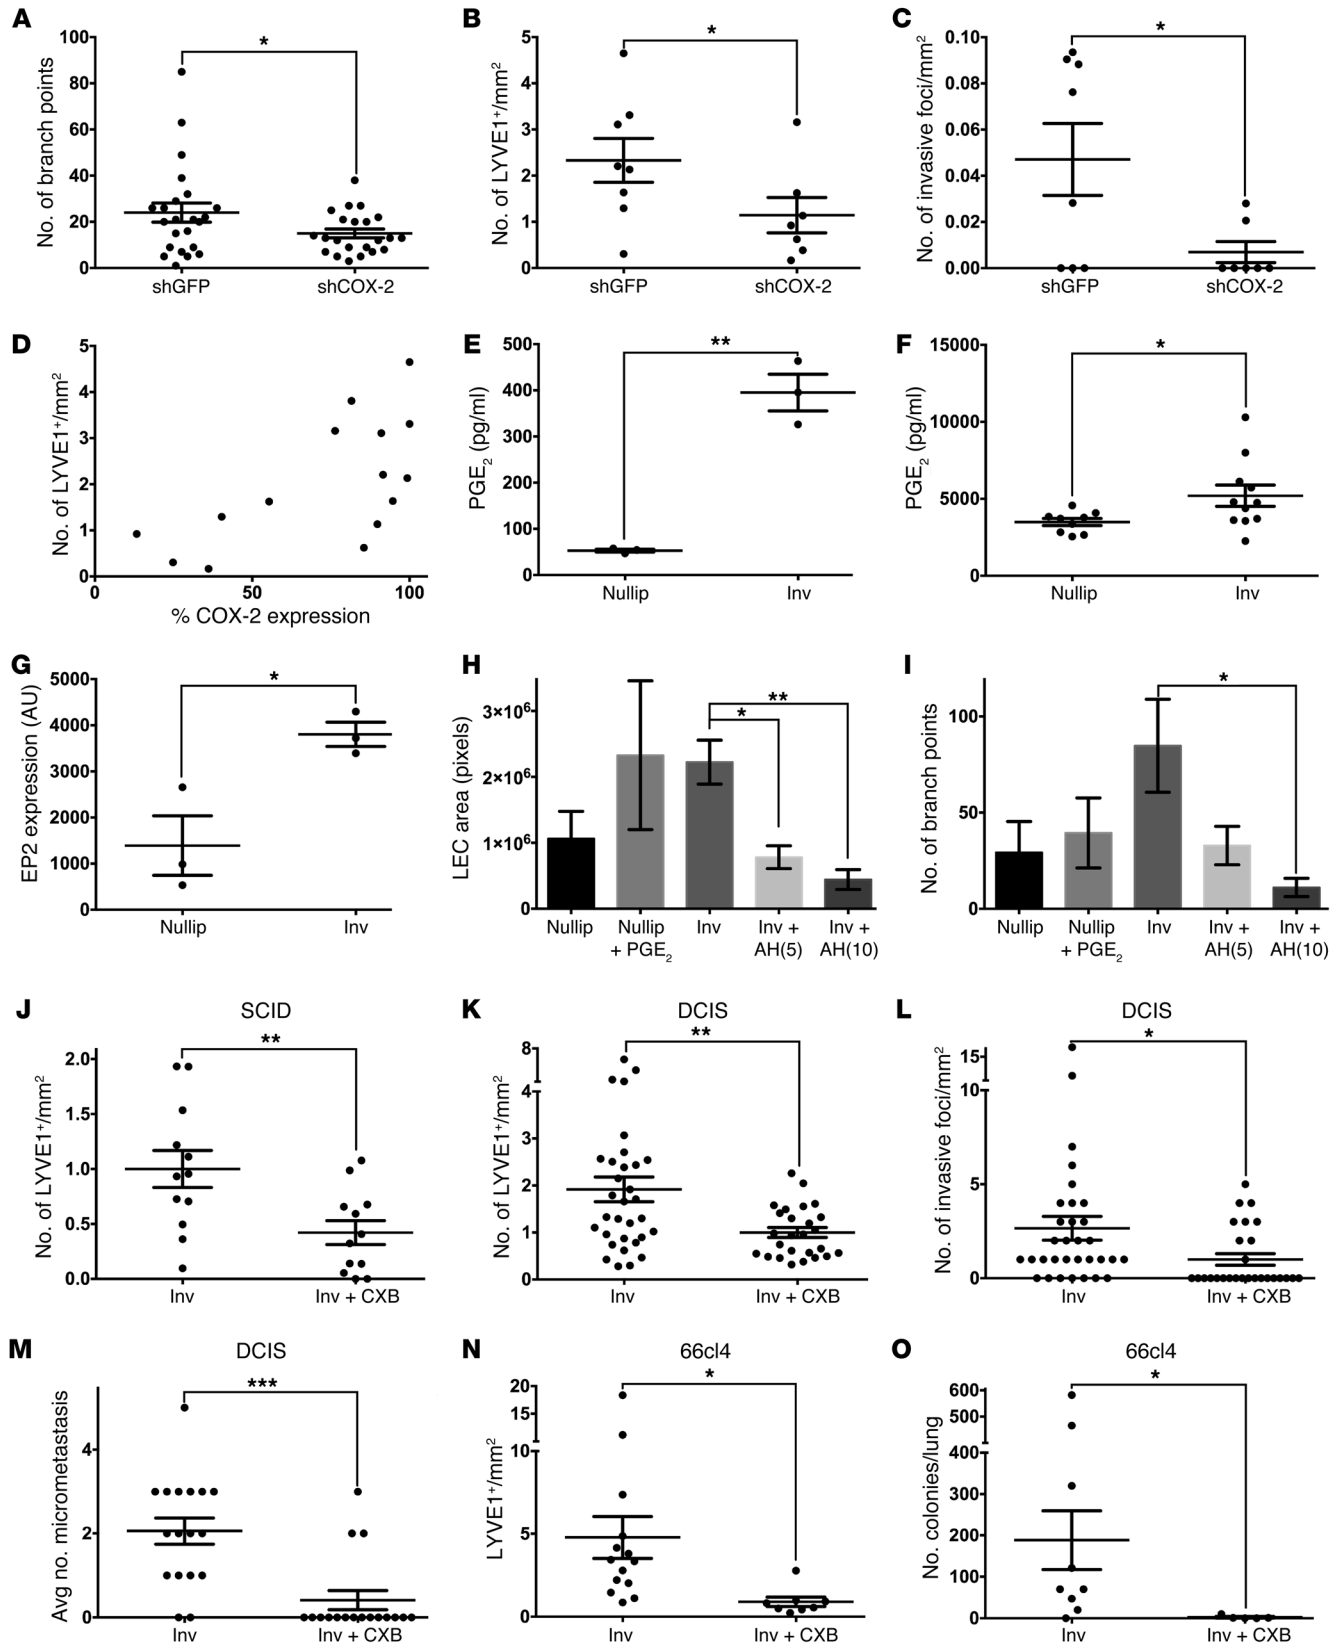 A
No. of branch points
100
80
60
40
20
0
*
shGFP
shCOX-2
B
No. of LYVE1⁺/mm²
5
4
3
2
1
0
*
shGFP
shCOX-2
C
No. of invasive foci/mm²
0.10
0.08
0.06
0.04
0.02
0.00
*
shGFP
shCOX-2
D
No. of LYVE1⁺/mm²
5
4
3
2
1
0
0
50
100
% COX-2 expression
E
PGE₂ (pg/ml)
500
400
300
200
100
0
**
Nullip
Inv
F
PGE₂ (pg/ml)
15000
10000
5000
0
*
Nullip
Inv
G
EP2 expression (AU)
5000
4000
3000
2000
1000
0
*
Nullip
Inv
H
LEC area (pixels)
3×10⁶
2×10⁶
1×10⁶
0
**
*
Nullip
Nullip
+ PGE₂
Inv
Inv +
AH(5)
Inv +
AH(10)
I
No. of branch points
100
50
0
*
Nullip
Nullip
+ PGE₂
Inv
Inv +
AH(5)
Inv +
AH(10)
J
SCID
No. of LYVE1⁺/mm²
2.0
1.5
1.0
0.5
0.0
**
Inv
Inv + CXB
K
DCIS
No. of LYVE1⁺/mm²
8
4
3
2
1
0
**
Inv
Inv + CXB
L
DCIS
No. of invasive foci/mm²
15
10
5
0
*
Inv
Inv + CXB
M
DCIS
Avg no. micrometastasis
4
2
0
***
Inv
Inv + CXB
N
66cl4
LYVE1⁺/mm²
20
15
10
5
0
*
Inv
Inv + CXB
O
66cl4
No. colonies/lung
600
500
400
300
200
100
0
*
Inv
Inv + CXB